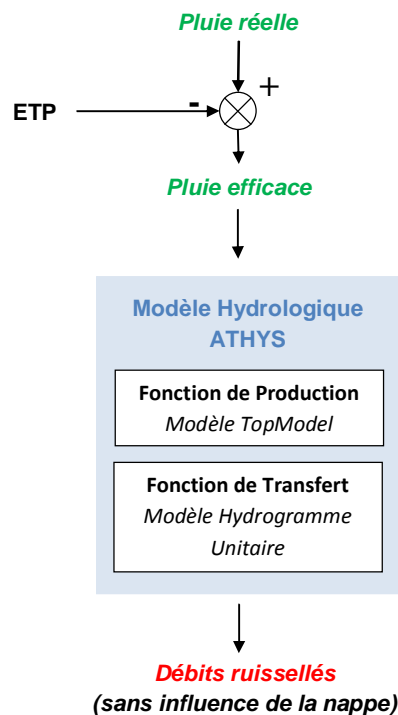 Pluie réelle
+
-
ETP
Pluie efficace
Modèle Hydrologique
ATHYS
Fonction de Production
Modèle TopModel
Fonction de Transfert
Modèle Hydrogramme
Unitaire
Débits ruissellés
(sans influence de la nappe)